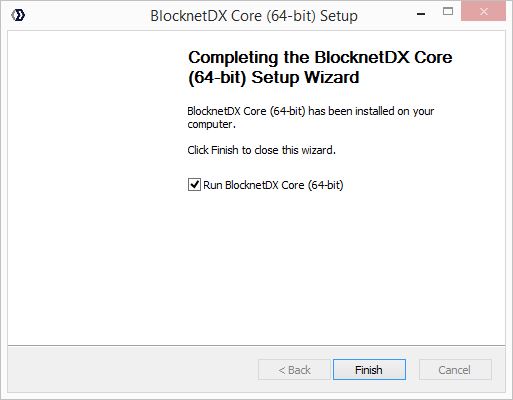 BlocknetDX Core (64-bit) Setup
Completing the BlocknetDX Core
(64-bit) Setup Wizard
BlocknetDX Core (64-bit) has been installed on your
computer.
Click Finish to close this wizard.
Run BlocknetDX Core (64-bit)
< Back
Finish
Cancel